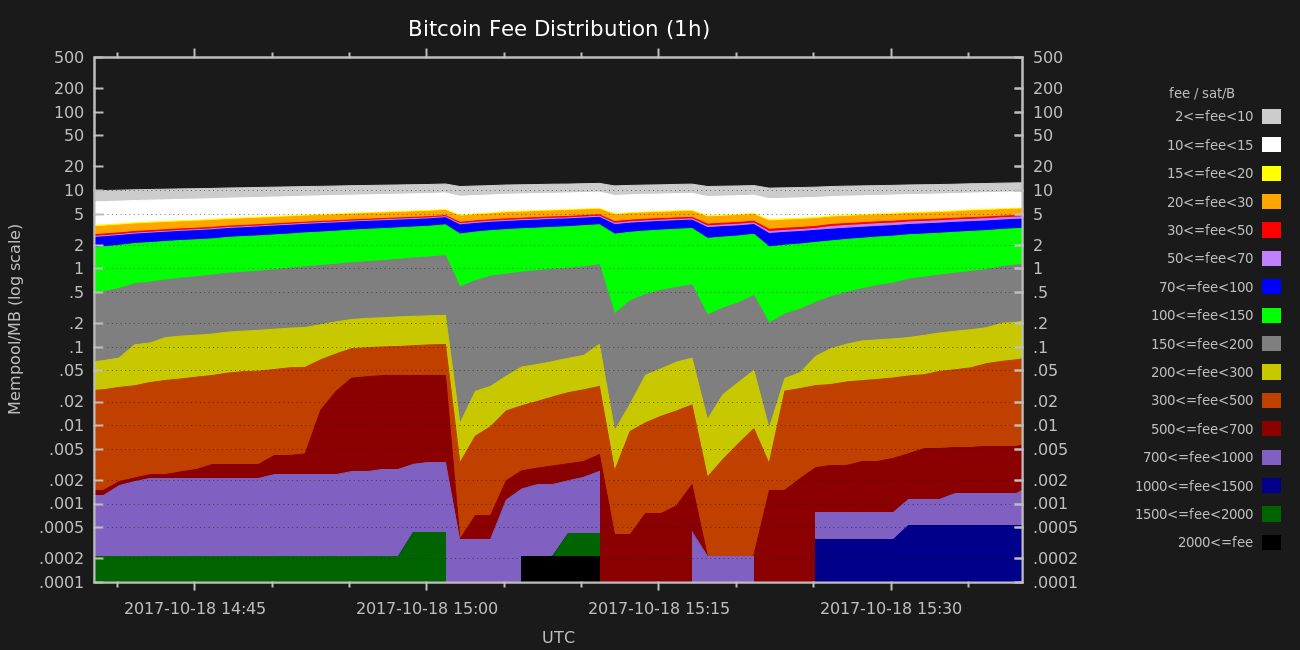 Bitcoin Fee Distribution (1h)
500
200
100
50
20
10
5
2
1
.5
.2
.1
.05
.02
.01
.005
.002
.001
.0005
.0002
.0001
Mempool/MB (log scale)
500
200
100
50
20
10
5
2
1
.5
.2
.1
.05
.02
.01
.005
.002
.001
.0005
.0002
.0001
2017-10-18 14:45
2017-10-18 15:00
2017-10-18 15:15
2017-10-18 15:30
UTC
fee / sat/B
2<=fee<10
10<=fee<15
15<=fee<20
20<=fee<30
30<=fee<50
50<=fee<70
70<=fee<100
100<=fee<150
150<=fee<200
200<=fee<300
300<=fee<500
500<=fee<700
700<=fee<1000
1000<=fee<1500
1500<=fee<2000
2000<=fee